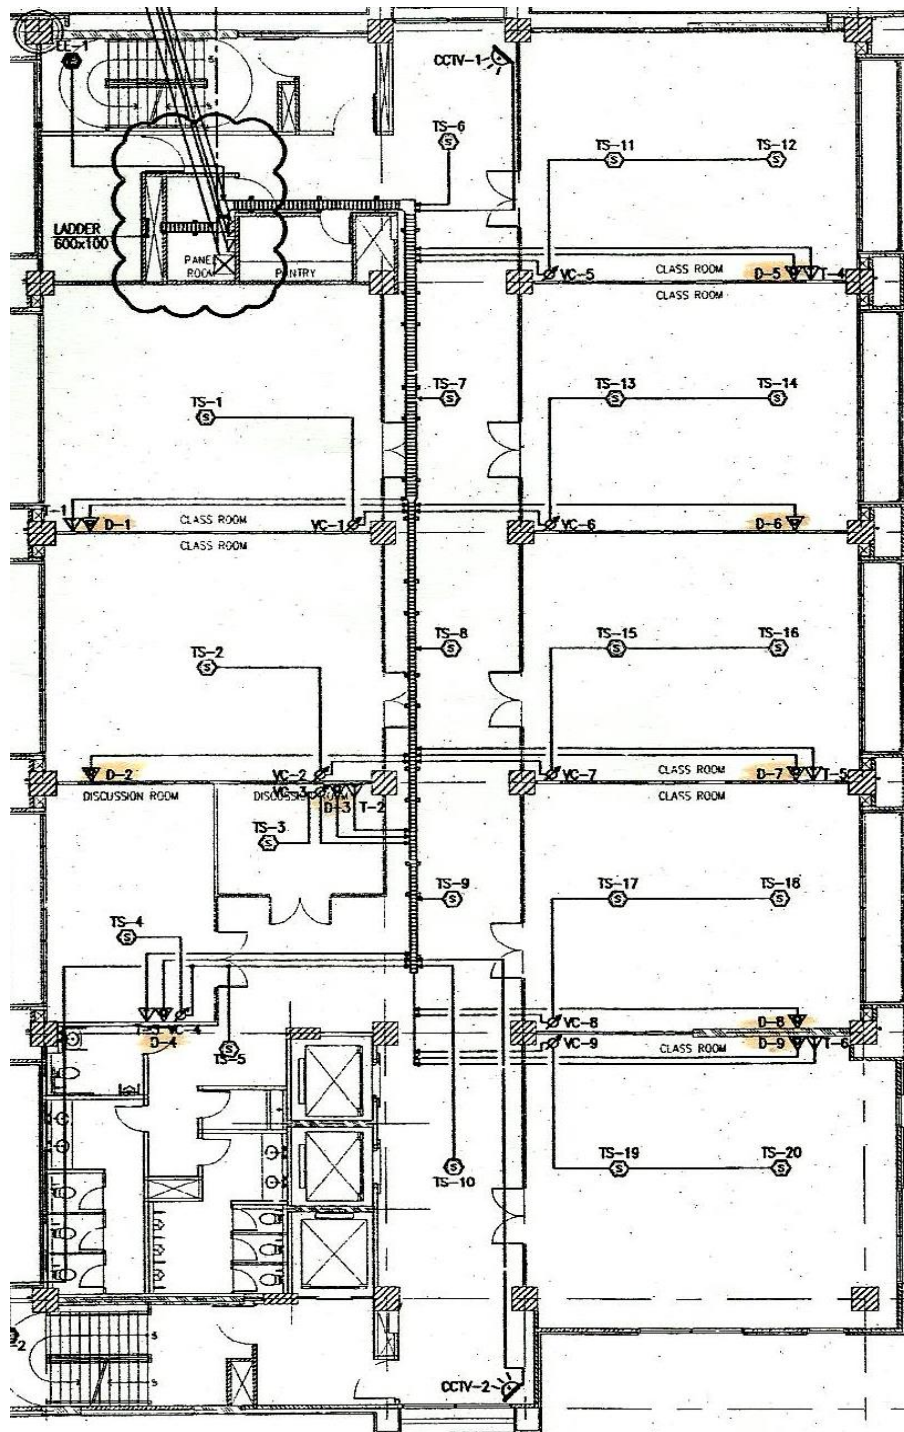 EE-1
CCTV-1
TS-6
TS-11
TS-12
LADDER
600x100
PANEL
ROOM
PANTRY
VC-5
CLASS ROOM
D-5
T-4
CLASS ROOM
TS-1
TS-7
TS-13
TS-14
T-1
D-1
CLASS ROOM
VC-1
VC-6
D-6
CLASS ROOM
TS-2
TS-8
TS-15
TS-16
D-2
VC-2
VC-7
CLASS ROOM
D-7
T-5
DISCUSSION ROOM
VC-3
DISCUSSION ROOM
D-3
T-2
CLASS ROOM
TS-3
TS-4
TS-9
TS-17
TS-18
T-3
VC-4
D-4
TS-5
VC-8
D-8
VC-9
CLASS ROOM
D-9
T-6
TS-10
TS-19
TS-20
CCTV-2